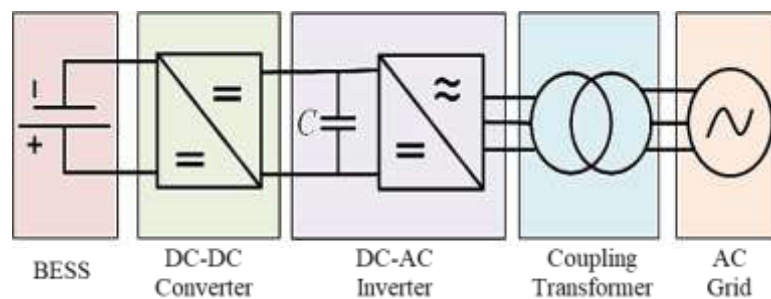 C
BESS
DC-DC
Converter
DC-AC
Inverter
Coupling
Transformer
AC
Grid